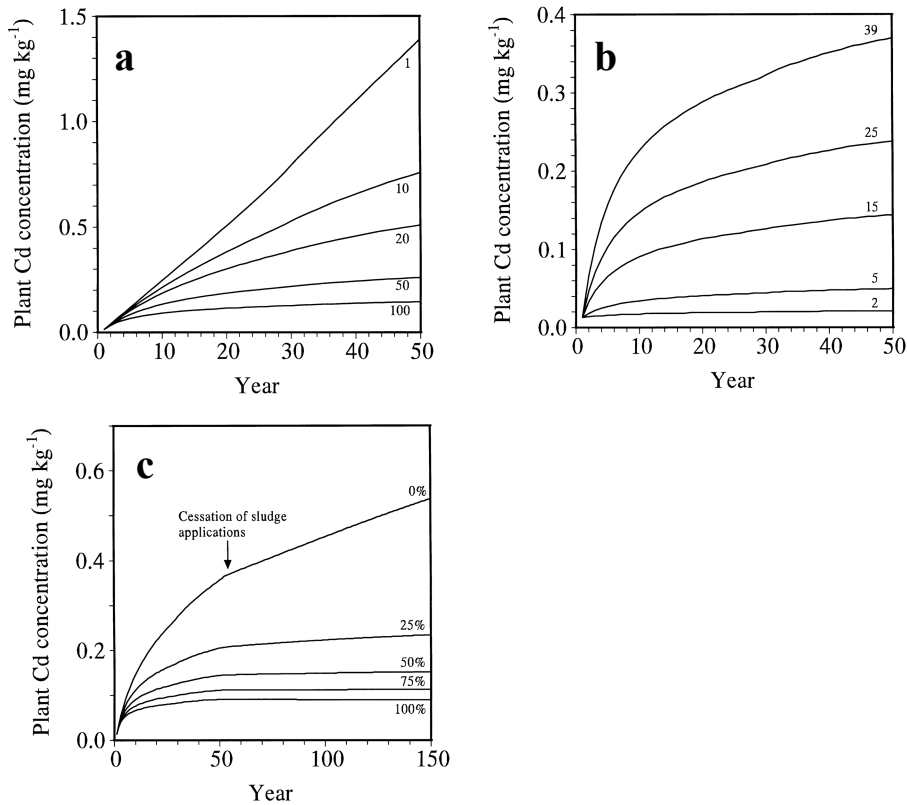 a
Plant Cd concentration (mg kg-1)
1.5
1.0
0.5
0.0
1
10
20
50
100
0 10 20 30 40 50
Year
b
Plant Cd concentration (mg kg-1)
0.4
0.3
0.2
0.1
0.0
39
25
15
5
2
0 10 20 30 40 50
Year
c
Plant Cd concentration (mg kg-1)
0.6
0.4
0.2
0.0
Cessation of sludge
applications
0%
25%
50%
75%
100%
0 50 100 150
Year